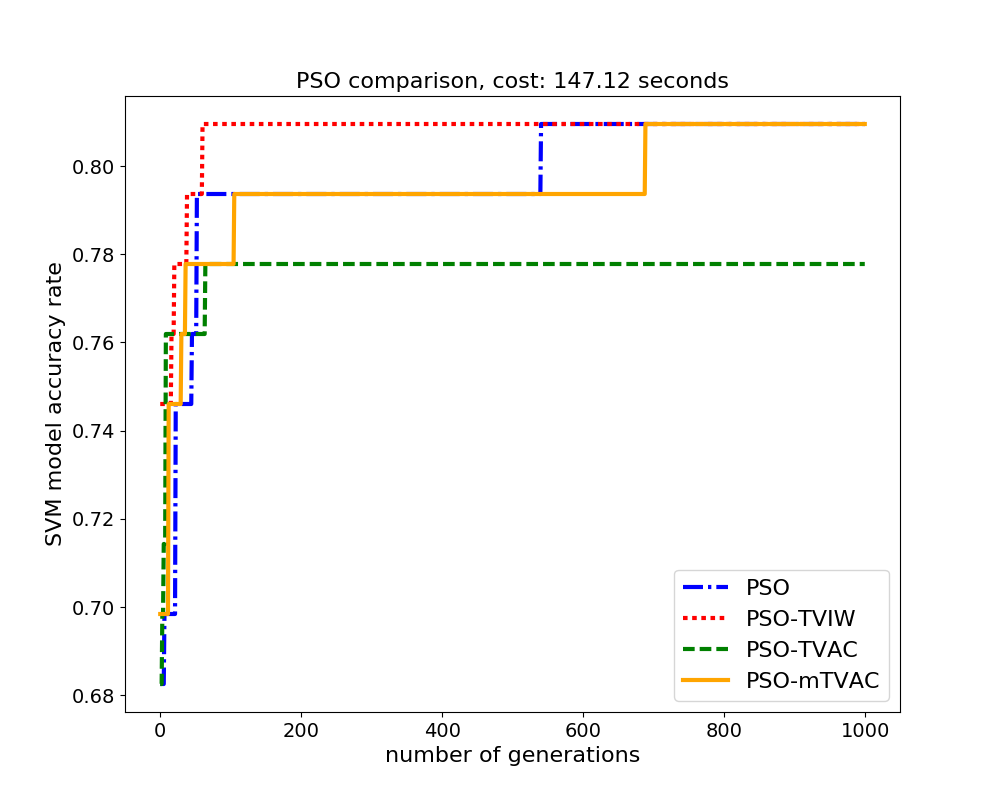 PSO comparison, cost: 147.12 seconds
SVM model accuracy rate
0.80
0.78
0.76
0.74
0.72
0.70
0.68
0 200 400 600 800 1000
number of generations
PSO
PSO-TVIW
PSO-TVAC
PSO-mTVAC